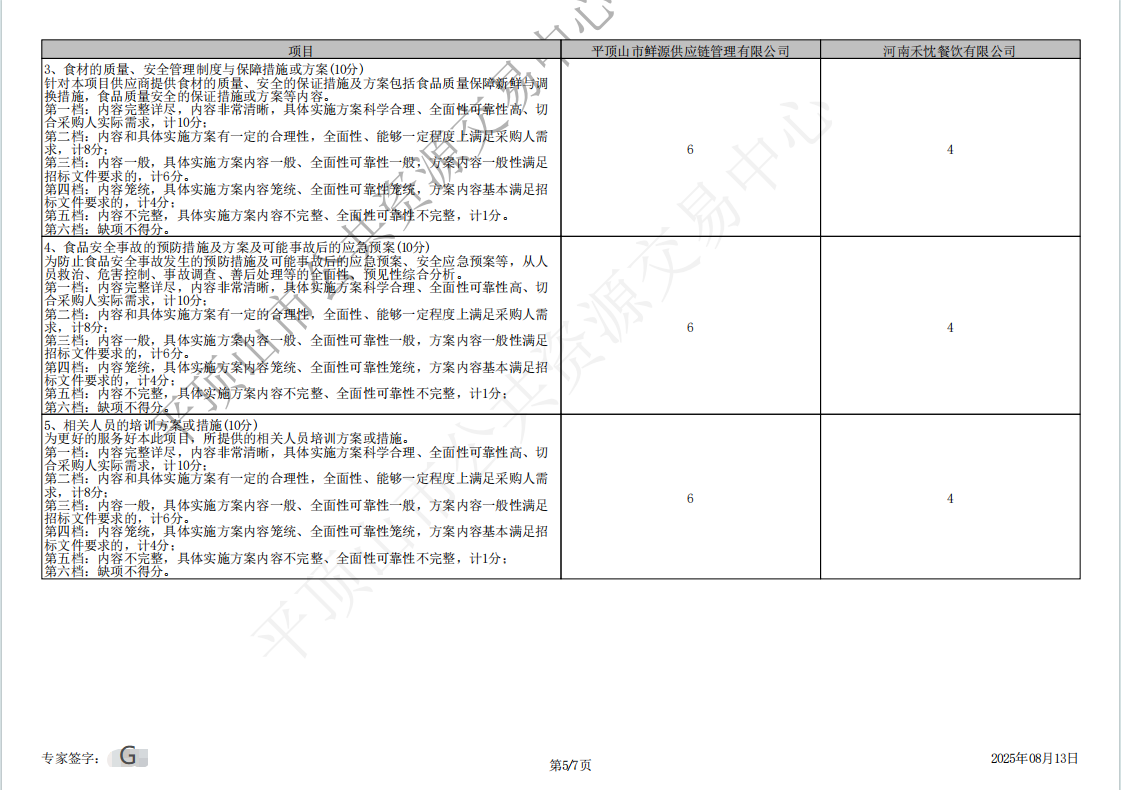 项目
平顶山市鲜源供应链管理有限公司
河南禾忱餐饮有限公司
3、食材的质量、安全管理制度与保障措施或方案(10分)
针对本项目供应商提供食材的质量、安全的保证措施及方案包括食品质量保障新鲜与调
换措施，食品质量安全的保证措施或方案等内容。
第一档：内容完整详尽，内容非常清晰，具体实施方案科学合理、全面性可靠性高、切
合采购人实际需求，计10分；
第二档：内容和具体实施方案有一定的合理性，全面性、能够一定程度上满足采购人需
求，计8分；
第三档：内容一般，具体实施方案内容一般、全面性可靠性一般，方案内容一般性满足
招标文件要求的，计6分。
第四档：内容笼统，具体实施方案内容笼统、全面性可靠性笼统，方案内容基本满足招
标文件要求的，计4分；
第五档：内容不完整，具体实施方案内容不完整、全面性可靠性不完整，计1分。
第六档：缺项不得分。
6
4
4、食品安全事故的预防措施及方案及可能事故后的应急预案(10分)
为防止食品安全事故发生的预防措施及可能事故后的应急预案、安全应急预案等，从人
员救治、危害控制、事故调查、善后处理等的全面性、预见性综合分析。
第一档：内容完整详尽，内容非常清晰，具体实施方案科学合理、全面性可靠性高、切
合采购人实际需求，计10分；
第二档：内容和具体实施方案有一定的合理性，全面性、能够一定程度上满足采购人需
求，计8分；
第三档：内容一般，具体实施方案内容一般、全面性可靠性一般，方案内容一般性满足
招标文件要求的，计6分。
第四档：内容笼统，具体实施方案内容笼统、全面性可靠性笼统，方案内容基本满足招
标文件要求的，计4分；
第五档：内容不完整，具体实施方案内容不完整、全面性可靠性不完整，计1分；
第六档：缺项不得分。
6
4
5、相关人员的培训方案或措施(10分)
为更好的服务好本此项目，所提供的相关人员培训方案或措施。
第一档：内容完整详尽，内容非常清晰，具体实施方案科学合理、全面性可靠性高、切
合采购人实际需求，计10分；
第二档：内容和具体实施方案有一定的合理性，全面性、能够一定程度上满足采购人需
求，计8分；
第三档：内容一般，具体实施方案内容一般、全面性可靠性一般，方案内容一般性满足
招标文件要求的，计6分。
第四档：内容笼统，具体实施方案内容笼统、全面性可靠性笼统，方案内容基本满足招
标文件要求的，计4分；
第五档：内容不完整，具体实施方案内容不完整、全面性可靠性不完整，计1分；
第六档：缺项不得分。
6
4
平顶山市公共资源交易中心
平顶山市公共资源交易中心
专家签字： G
第5/7页
2025年08月13日